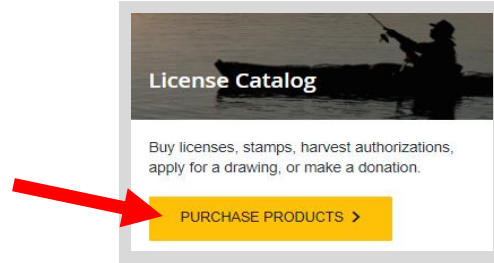 License Catalog
Buy licenses, stamps, harvest authorizations,
apply for a drawing, or make a donation.
PURCHASE PRODUCTS >